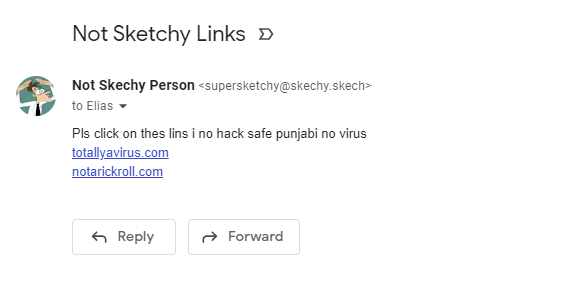 Not Sketchy Links
Not Skechy Person <supersketchy@skechy.skech>
to Elias
Pls click on thes lins i no hack safe punjabi no virus
totallyavirus.com
notarickroll.com
Reply Forward